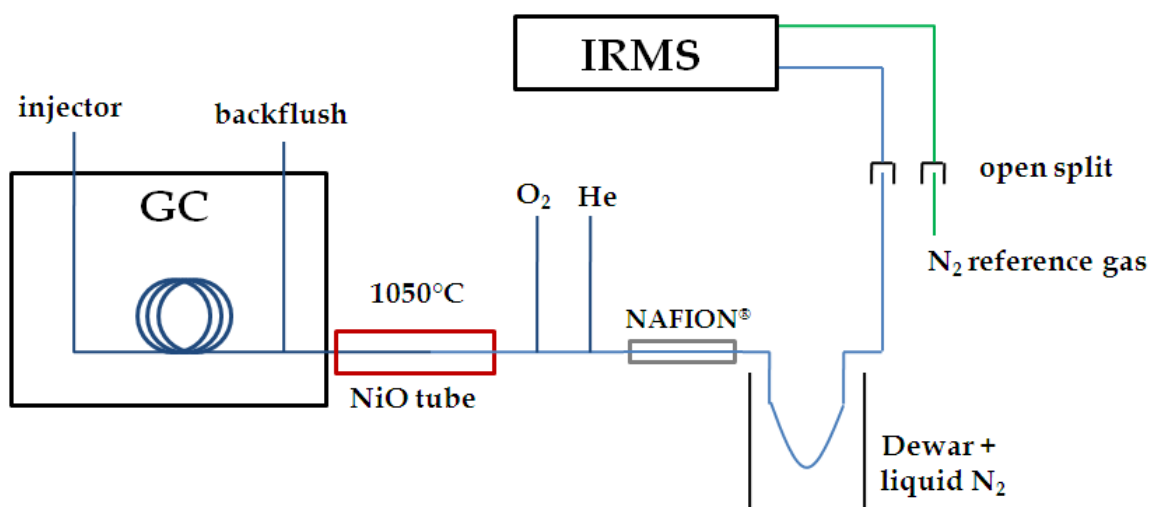 IRMS
injector
backflush
open split
GC
O₂
He
N₂ reference gas
1050°C
NAFION®
NiO tube
Dewar +
liquid N₂